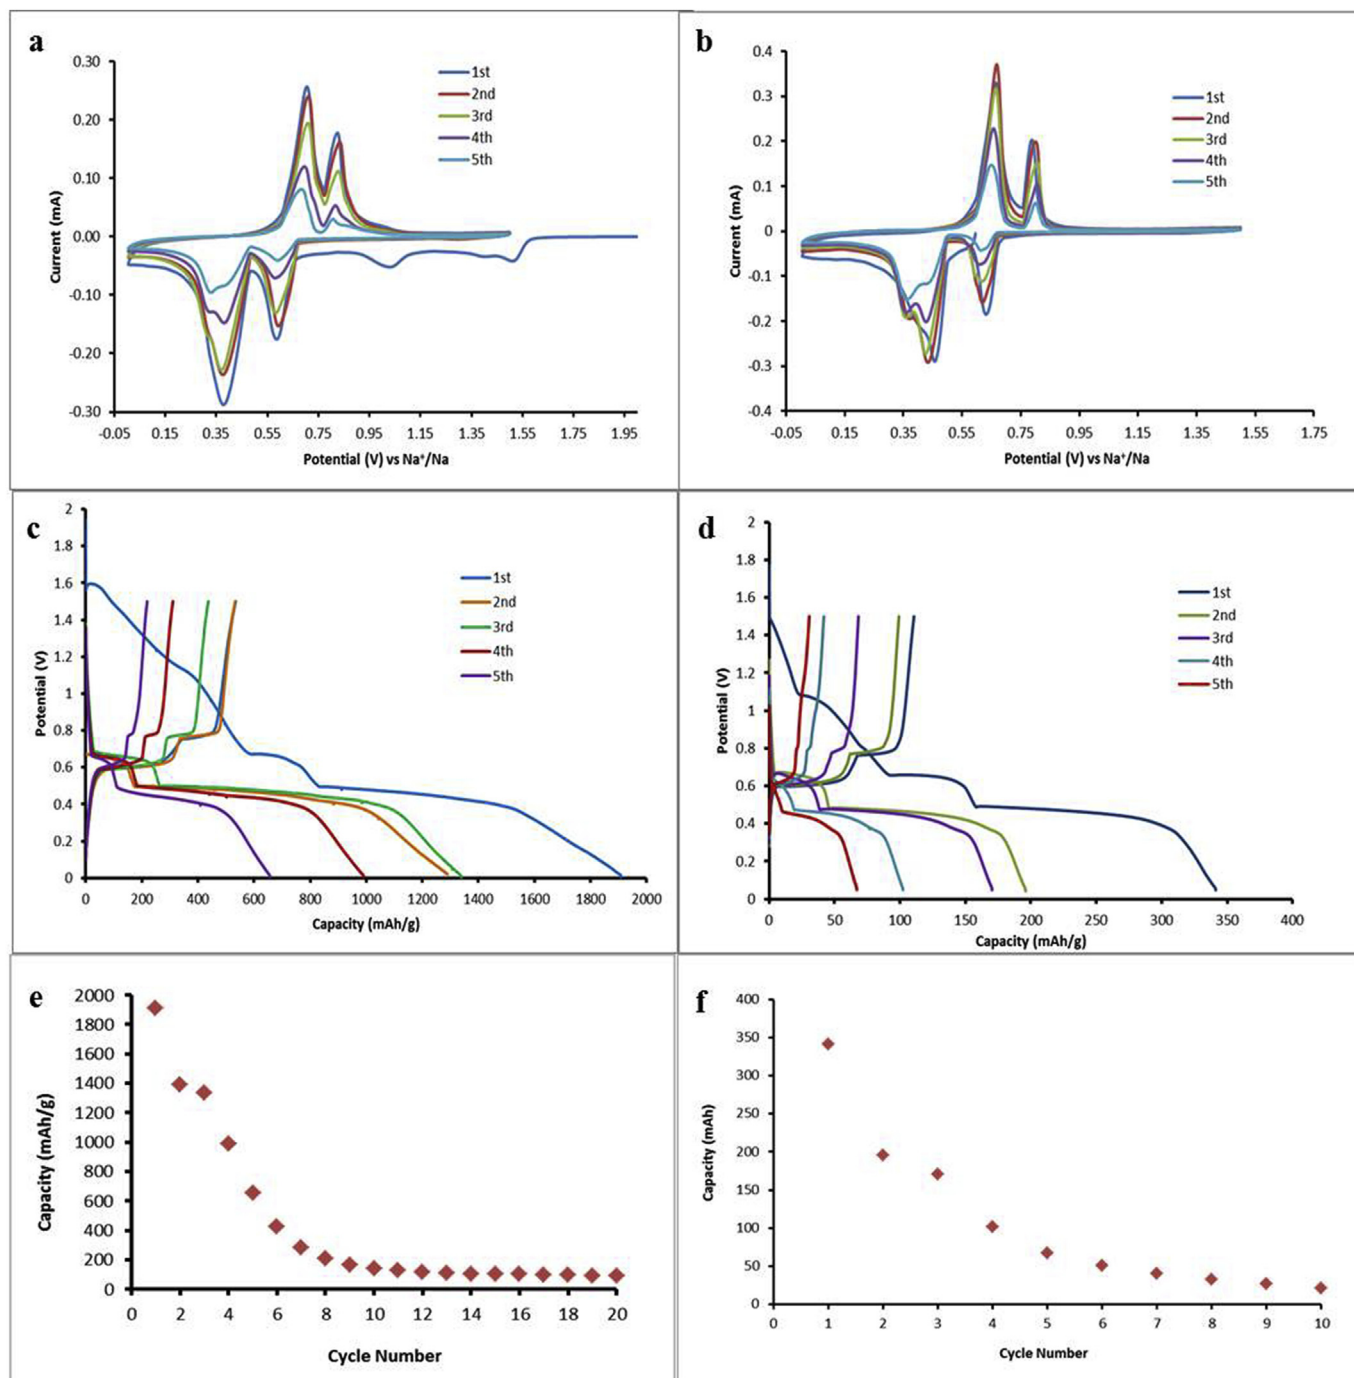 a
0.30
0.20
0.10
0.00
-0.10
-0.20
-0.30
Current (mA)
1st
2nd
3rd
4th
5th
-0.05 0.15 0.35 0.55 0.75 0.95 1.15 1.35 1.55 1.75 1.95
Potential (V) vs Na⁺/Na
b
0.4
0.3
0.2
0.1
0
-0.1
-0.2
-0.3
-0.4
Current (mA)
1st
2nd
3rd
4th
5th
-0.05 0.15 0.35 0.55 0.75 0.95 1.15 1.35 1.55 1.75
Potential (V) vs Na⁺/Na
c
2
1.8
1.6
1.4
1.2
1
0.8
0.6
0.4
0.2
0
Potential (V)
1st
2nd
3rd
4th
5th
0 200 400 600 800 1000 1200 1400 1600 1800 2000
Capacity (mAh/g)
d
2
1.8
1.6
1.4
1.2
1
0.8
0.6
0.4
0.2
0
Potential (V)
1st
2nd
3rd
4th
5th
0 50 100 150 200 250 300 350 400
Capacity (mAh/g)
e
2000
1800
1600
1400
1200
1000
800
600
400
200
0
Capacity (mAh/g)
0 2 4 6 8 10 12 14 16 18 20
Cycle Number
f
400
350
300
250
200
150
100
50
0
Capacity (mAh)
0 1 2 3 4 5 6 7 8 9 10
Cycle Number